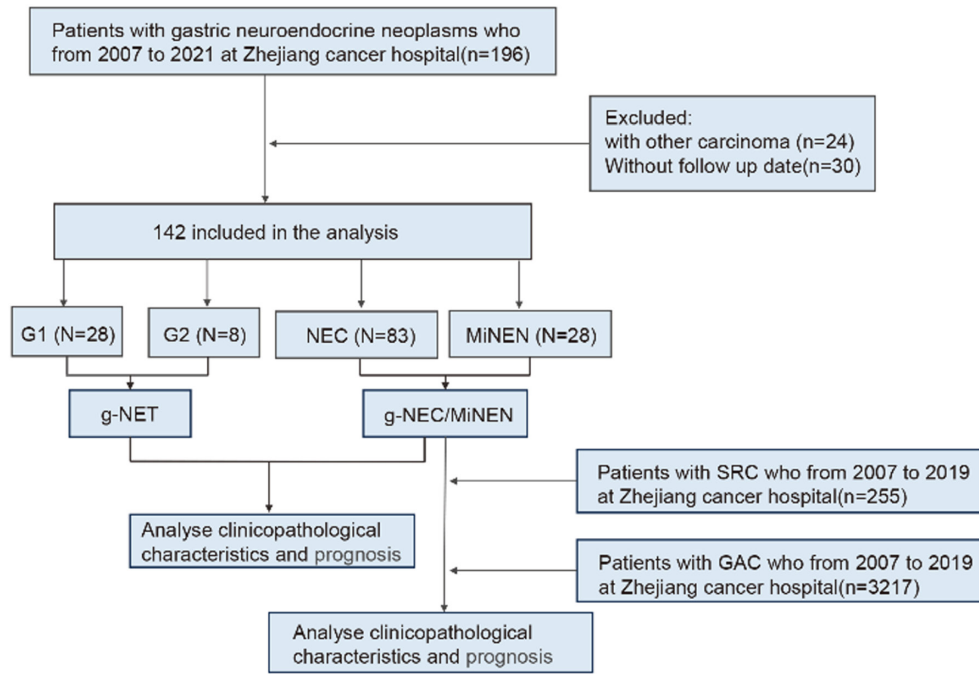 Patients with gastric neuroendocrine neoplasms who
from 2007 to 2021 at Zhejiang cancer hospital(n=196)
Excluded:
with other carcinoma (n=24)
Without follow up date(n=30)
142 included in the analysis
G1 (N=28)
G2 (N=8)
NEC (N=83)
MiNEN (N=28)
g-NET
g-NEC/MiNEN
Patients with SRC who from 2007 to 2019
at Zhejiang cancer hospital(n=255)
Analyse clinicopathological
characteristics and prognosis
Patients with GAC who from 2007 to 2019
at Zhejiang cancer hospital(n=3217)
Analyse clinicopathological
characteristics and prognosis